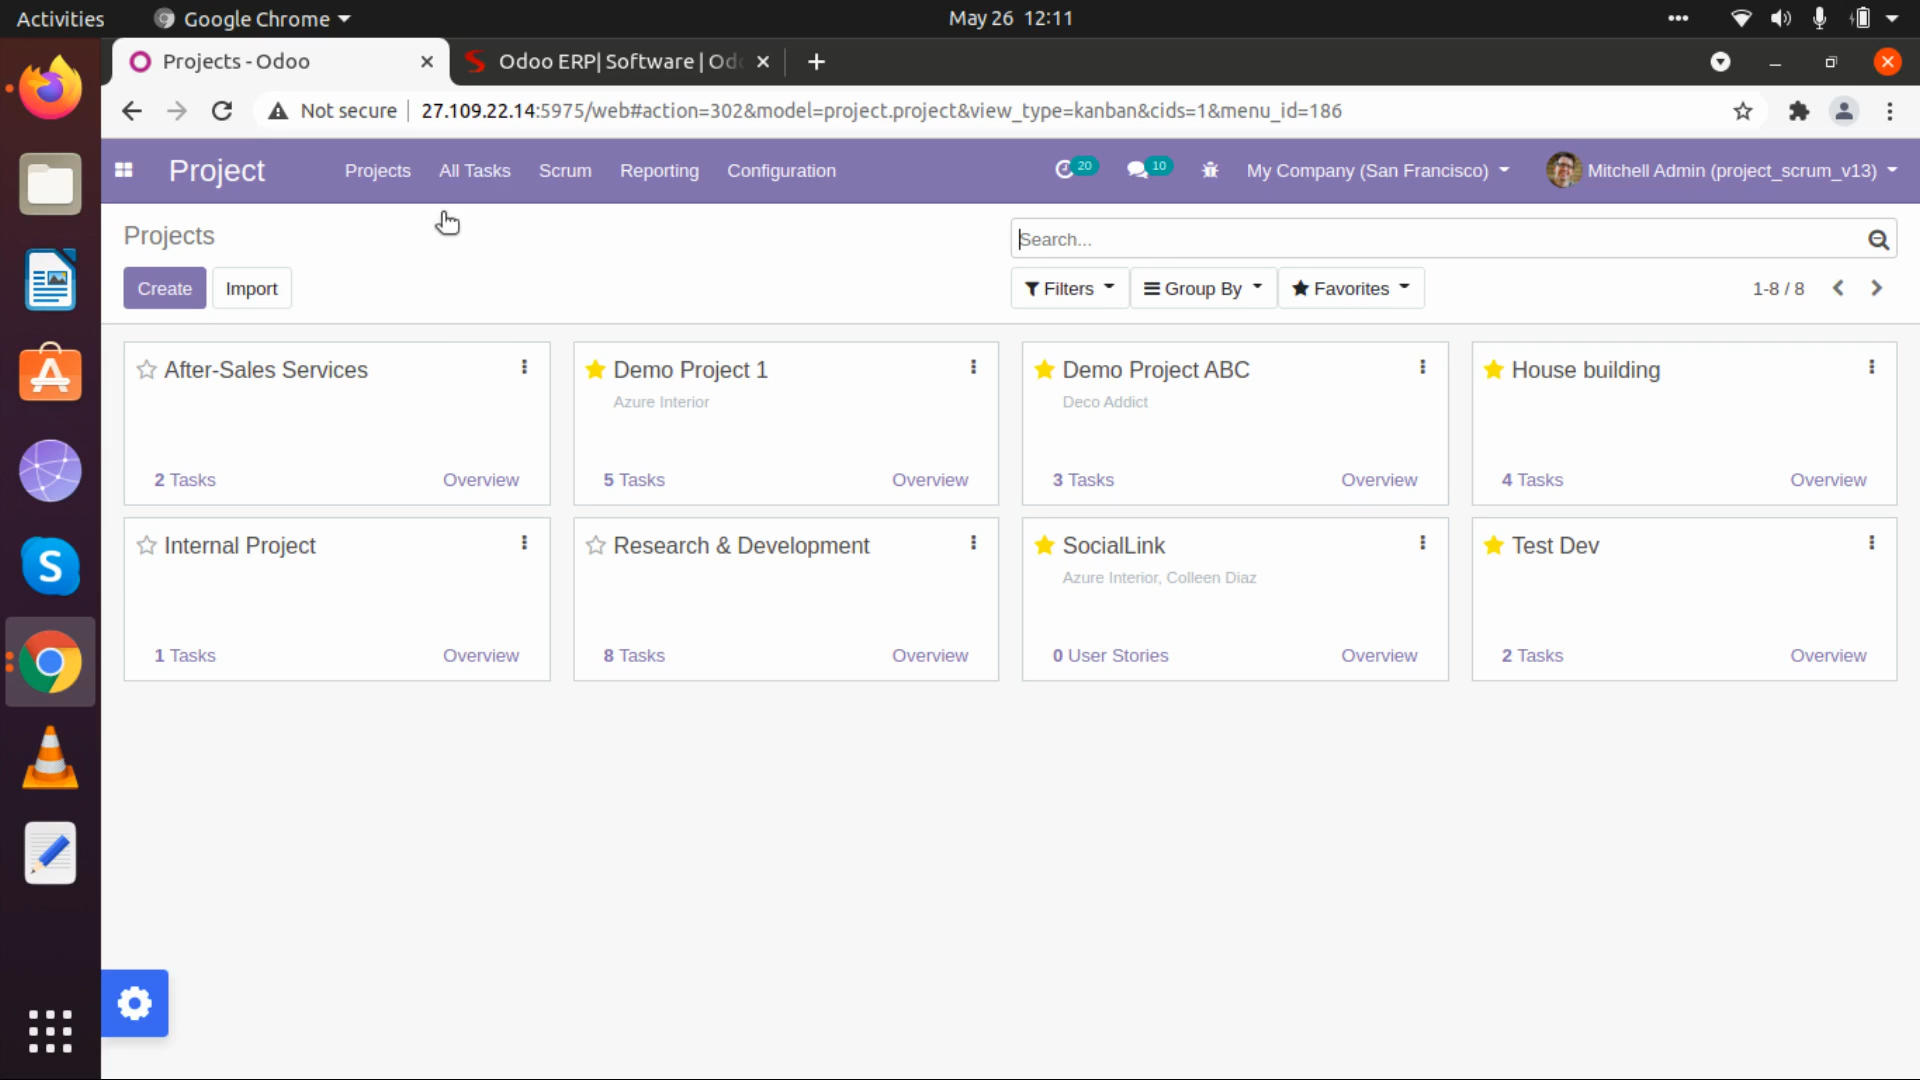 Activities
Google Chrome
May 26 12:11
Projects - Odoo
Odoo ERP| Software | Od
Not secure
27.109.22.14:5975/web#action=302&model=project.project&view_type=kanban&cids=1&menu_id=186
Project
Projects
All Tasks
Scrum
Reporting
Configuration
20
10
My Company (San Francisco)
Mitchell Admin (project_scrum_v13)
Projects
Search...
Create
Import
Filters
Group By
Favorites
1-8 / 8
After-Sales Services
2 Tasks
Overview
Demo Project 1
Azure Interior
5 Tasks
Overview
Demo Project ABC
Deco Addict
3 Tasks
Overview
House building
4 Tasks
Overview
Internal Project
1 Tasks
Overview
Research & Development
8 Tasks
Overview
SocialLink
Azure Interior, Colleen Diaz
0 User Stories
Overview
Test Dev
2 Tasks
Overview